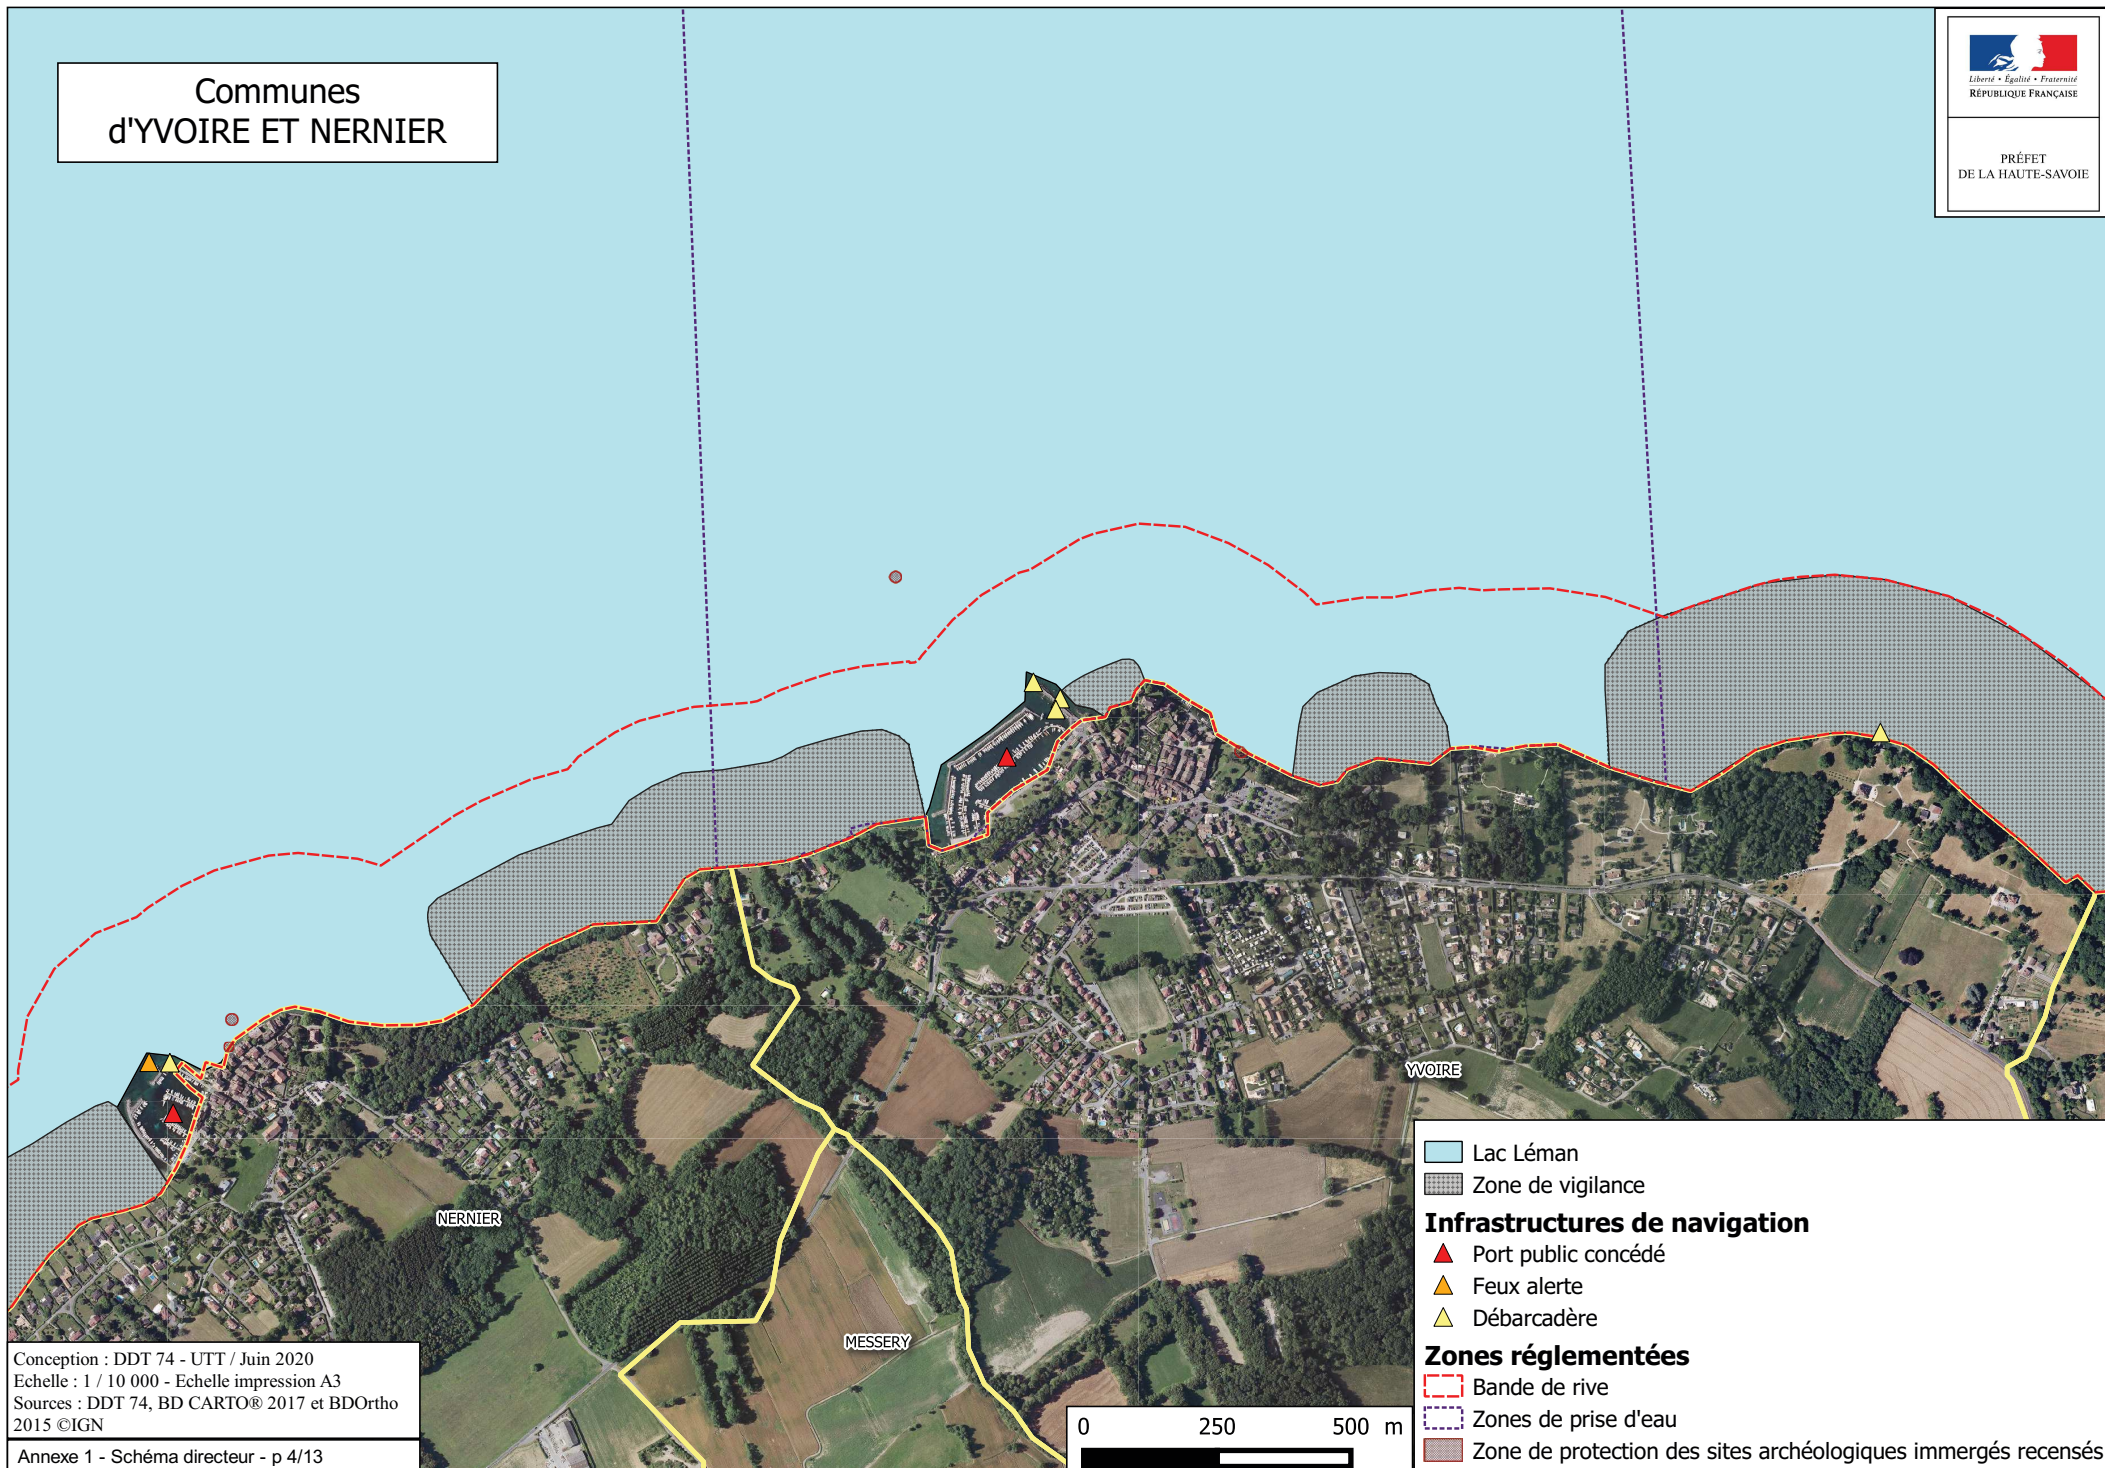 Communes
d'YVOIRE ET NERNIER
Liberté • Égalité • Fraternité
RÉPUBLIQUE FRANÇAISE
PRÉFET
DE LA HAUTE-SAVOIE
YVOIRE
NERNIER
MESSERY
Lac Léman
Zone de vigilance
Infrastructures de navigation
Port public concédé
Feux alerte
Débarcadère
Zones réglementées
Bande de rive
Zones de prise d'eau
Zone de protection des sites archéologiques immergés recensés
0 250 500 m
Conception : DDT 74 - UTT / Juin 2020
Echelle : 1 / 10 000 - Echelle impression A3
Sources : DDT 74, BD CARTO® 2017 et BDOrtho
2015 ©IGN
Annexe 1 - Schéma directeur - p 4/13